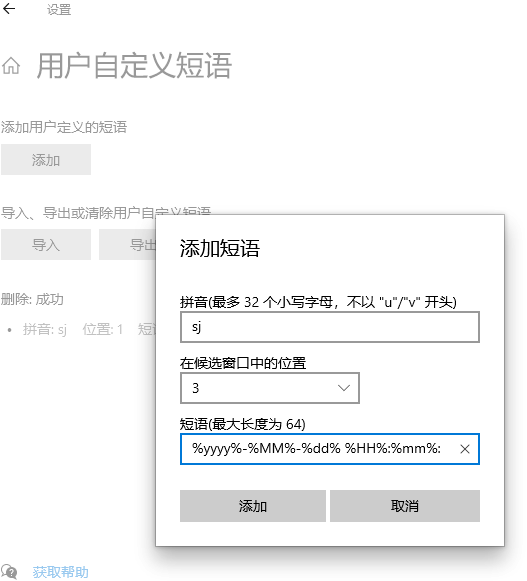 设置
用户自定义短语
添加用户定义的短语
添加
导入、导出或清除用户自定义短语
导入
导出
删除: 成功
• 拼音: sj 位置: 1 短语
添加短语
拼音(最多 32 个小写字母，不以 "u"/"v" 开头)
sj
在候选窗口中的位置
3
短语(最大长度为 64)
%yyyy%-%MM%-%dd% %HH%:%mm%:
添加
取消
获取帮助